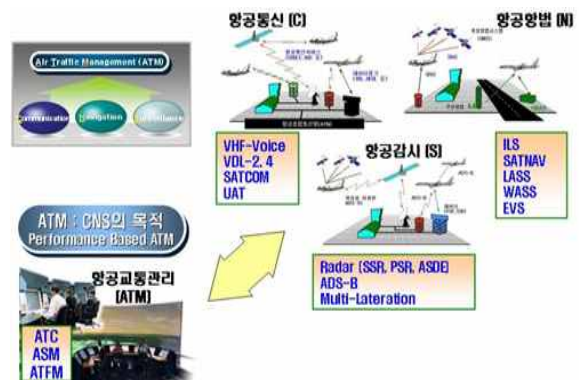 Air Traffic Management (ATM)
Communication
Navigation
Surveillance
항공통신 (C)
VHF-Voice
VDL-2, 4
SATCOM
UAT
항공항법 (N)
ILS
SATNAV
LASS
WASS
EVS
항공감시 (S)
ADS-B
Radar (SSR, PSR, ASDE)
ADS-B
Multi-Lateration
ATM : CNS의 목적
Performance Based ATM
항공교통관리
(ATM)
ATC
ASM
ATFM